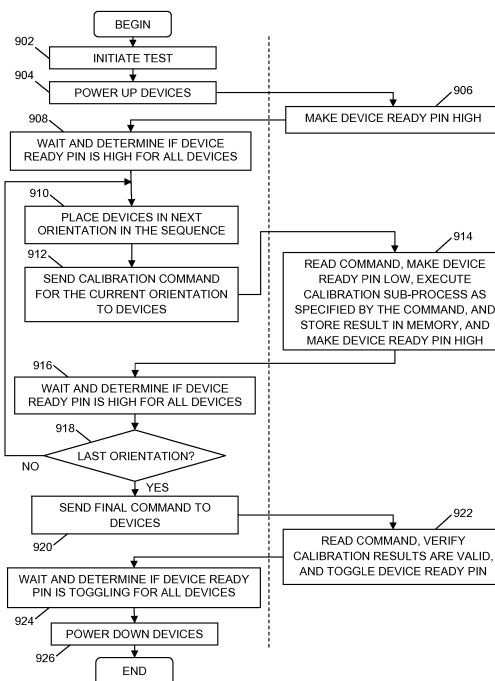 BEGIN
902
INITIATE TEST
904
POWER UP DEVICES
906
MAKE DEVICE READY PIN HIGH
908
WAIT AND DETERMINE IF DEVICE
READY PIN IS HIGH FOR ALL DEVICES
910
PLACE DEVICES IN NEXT
ORIENTATION IN THE SEQUENCE
912
SEND CALIBRATION COMMAND
FOR THE CURRENT ORIENTATION
TO DEVICES
914
READ COMMAND, MAKE DEVICE
READY PIN LOW, EXECUTE
CALIBRATION SUB-PROCESS AS
SPECIFIED BY THE COMMAND, AND
STORE RESULT IN MEMORY, AND
MAKE DEVICE READY PIN HIGH
916
WAIT AND DETERMINE IF DEVICE
READY PIN IS HIGH FOR ALL DEVICES
918
LAST ORIENTATION?
NO
YES
SEND FINAL COMMAND TO
DEVICES
920
922
READ COMMAND, VERIFY
CALIBRATION RESULTS ARE VALID,
AND TOGGLE DEVICE READY PIN
WAIT AND DETERMINE IF DEVICE READY
PIN IS TOGGLING FOR ALL DEVICES
924
POWER DOWN DEVICES
926
END